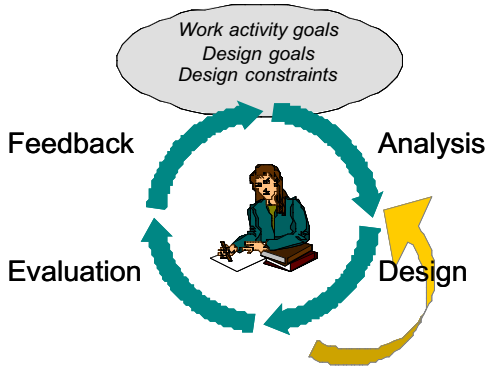 Work activity goals
Design goals
Design constraints
Feedback
Analysis
Evaluation
Design